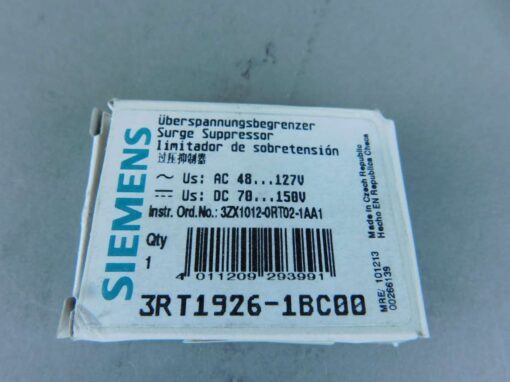 SIEMENS
Überspannungsbegrenzer
Surge Suppressor
limitador de sobretensión
过压抑制器
~ Us: AC 48...127V
⎓ Us: DC 70...150V
Instr. Ord.No.: 3ZX1012-0RT02-1AA1
Qty
1
4 011209 293991
3RT1926-1BC00
Made in Czech Republic
Hecho EN Republica Checa
MRE/ 101213
00266139